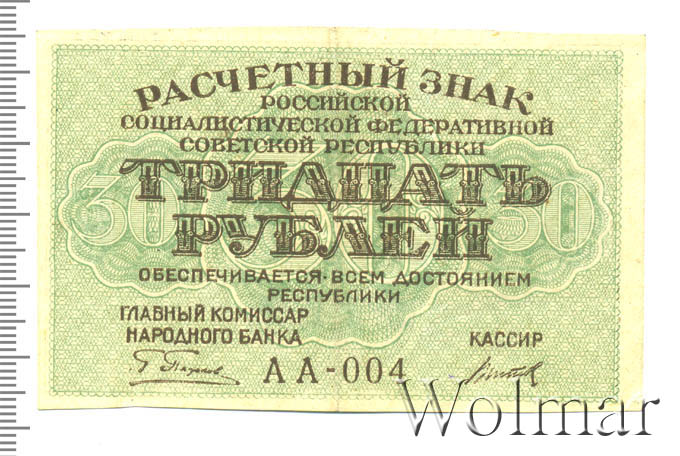 РАСЧЕТНЫЙ ЗНАК
РОССИЙСКОЙ
СОЦИАЛИСТИЧЕСКОЙ ФЕДЕРАТИВНОЙ
СОВЕТСКОЙ РЕСПУБЛИКИ
30 ТРИДЦАТЬ 30
РУБЛЕЙ
ОБЕСПЕЧИВАЕТСЯ·ВСЕМ ДОСТОЯНИЕМ
РЕСПУБЛИКИ
ГЛАВНЫЙ КОМИССАР
НАРОДНОГО БАНКА КАССИР
АА-004
Wolmar